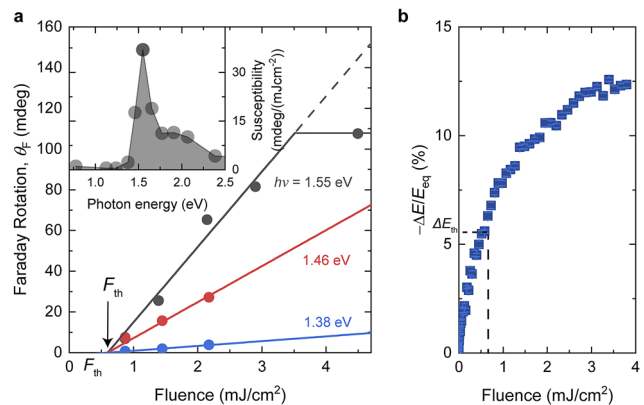 a
160
140
120
100
80
60
40
20
0
Faraday Rotation, θF (mdeg)
36
18
0
Susceptibility
(mdeg/(mJcm-2))
1.0 1.5 2.0 2.5
Photon energy (eV)
hν = 1.55 eV
1.46 eV
1.38 eV
Fth
Fth
1 2 3 4
Fluence (mJ/cm2)
b
15
10
5
0
−ΔE/Eeq (%)
ΔEth
0 1 2 3 4
Fluence (mJ/cm2)